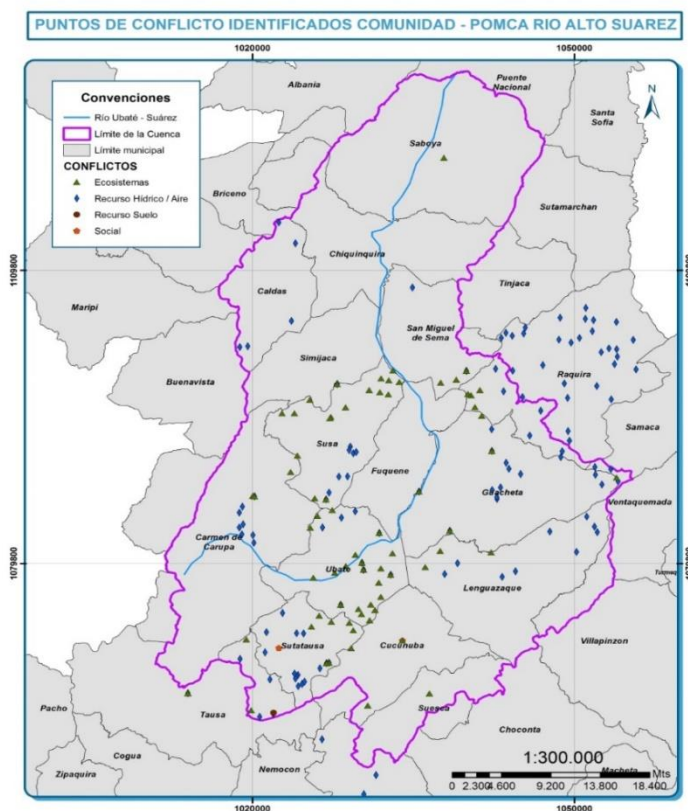 PUNTOS DE CONFLICTO IDENTIFICADOS COMUNIDAD - POMCA RIO ALTO SUAREZ
1020000
1050000
Convenciones
Río Ubaté - Suárez
Límite de la Cuenca
Límite municipal
CONFLICTOS
Ecosistemas
Recurso Hídrico / Aire
Recurso Suelo
Social
N
Albania
Puente
Nacional
Santa
Sofía
Saboya
Briceno
Sutamarchan
Chiquinquira
1109800
Caldas
Tinjaca
Maripi
San Miguel
de Sema
Simijaca
Raquira
Buenavista
Samaca
Susa
Fuquene
Guacheta
Ventaquemada
Carmen de
Carupa
1079800
Ubate
Lenguazaque
Sutatausa
Cucunuba
Villapinzon
Pacho
Tausa
Suesca
Choconta
Cogua
1:300.000
Zipaquira
Nemocon
Macheta
Mts
0 2.300 4.600 9.200 13.800 18.400
1020000
1050000